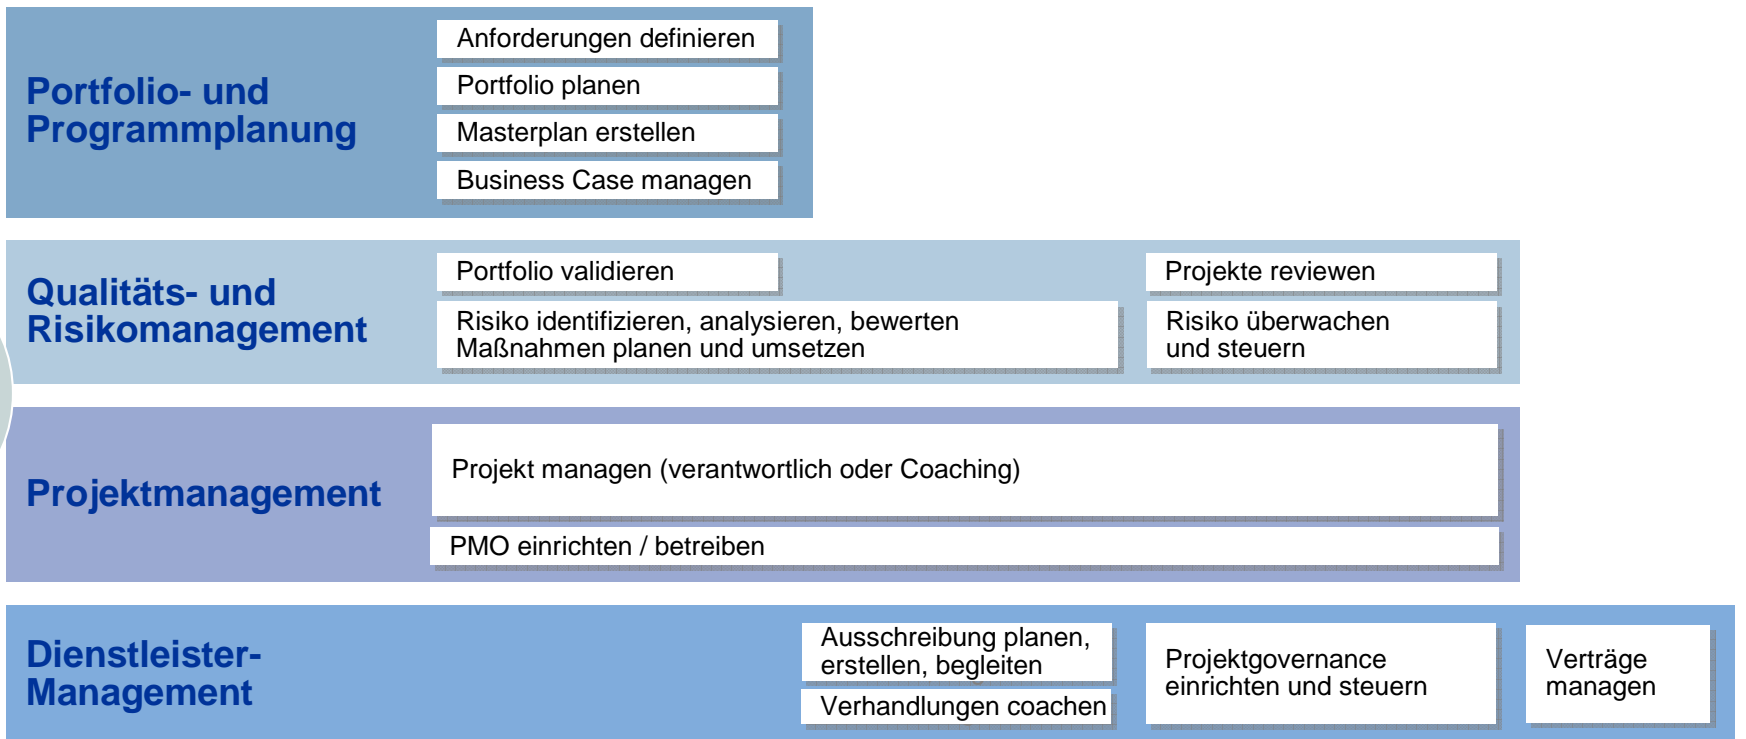 Portfolio- und
Programmplanung
Anforderungen definieren
Portfolio planen
Masterplan erstellen
Business Case managen
Qualitäts- und
Risikomanagement
Portfolio validieren
Projekte reviewen
Risiko identifizieren, analysieren, bewerten
Maßnahmen planen und umsetzen
Risiko überwachen
und steuern
Projektmanagement
Projekt managen (verantwortlich oder Coaching)
PMO einrichten / betreiben
Dienstleister-
Management
Ausschreibung planen,
erstellen, begleiten
Verhandlungen coachen
Projektgovernance
einrichten und steuern
Verträge
managen